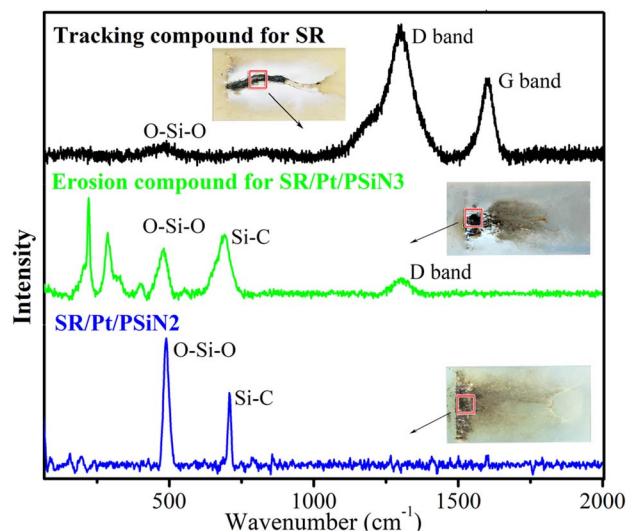 Tracking compound for SR
D band
G band
O-Si-O
Erosion compound for SR/Pt/PSiN3
O-Si-O
Si-C
D band
SR/Pt/PSiN2
O-Si-O
Si-C
Intensity
500
1000
1500
2000
Wavenumber (cm⁻¹)